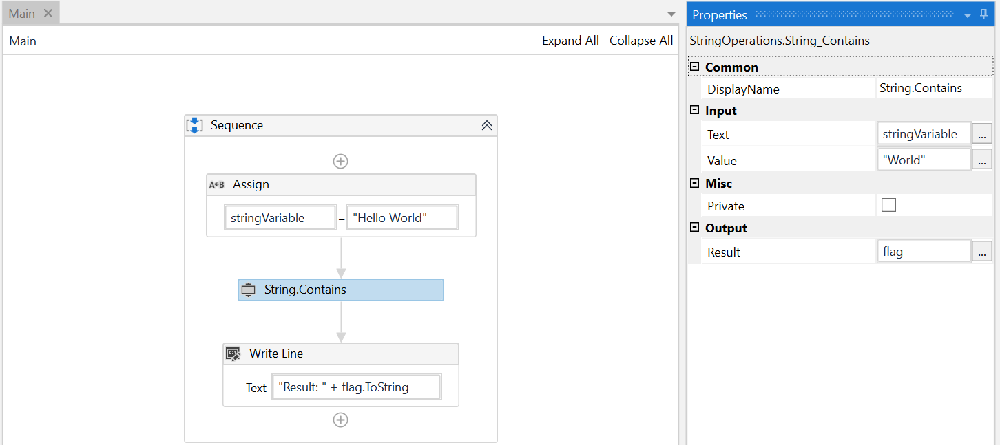 Main
Main
Expand All Collapse All
Sequence
A B Assign
stringVariable = "Hello World"
String.Contains
Write Line
Text "Result: " + flag.ToString
Properties
StringOperations.String_Contains
Common
DisplayName String.Contains
Input
Text stringVariable ...
Value "World" ...
Misc
Private
Output
Result flag ...